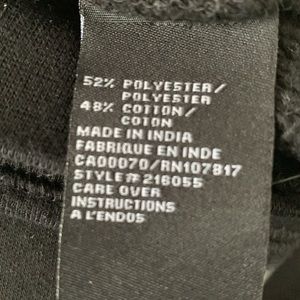 52% POLYESTER/
POLYESTER
48% COTTON/
COTON
MADE IN INDIA
FABRIQUE EN INDE
CA00070/RN107817
STYLE# 216055
CARE OVER
INSTRUCTIONS
A L'ENDOS